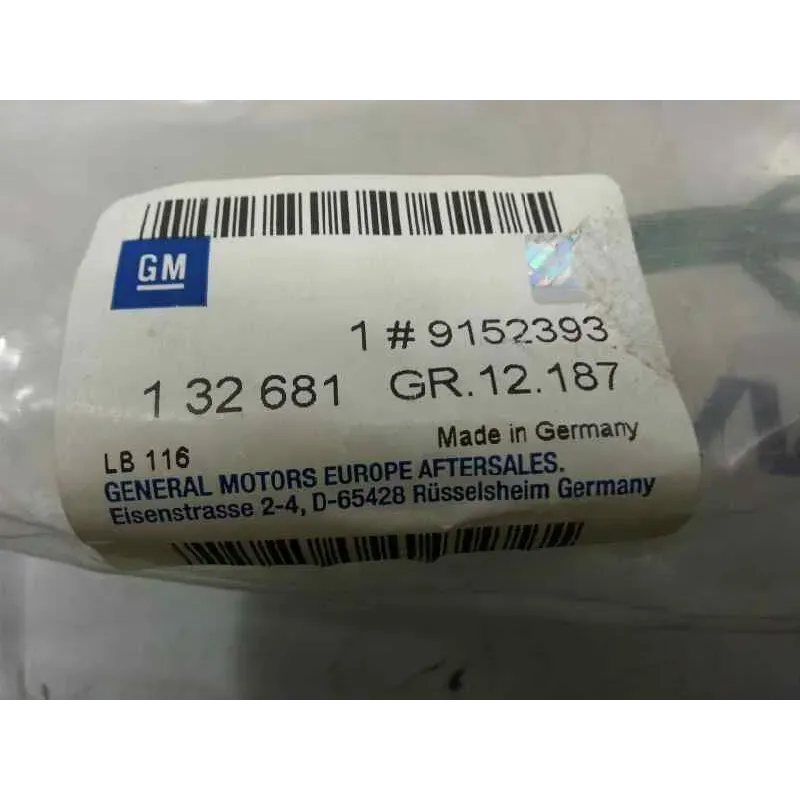 GM
1 # 9152393
1 32 681 GR.12.187
LB 116
Made in Germany
GENERAL MOTORS EUROPE AFTERSALES.
Eisenstrasse 2-4, D-65428 Rüsselsheim Germany